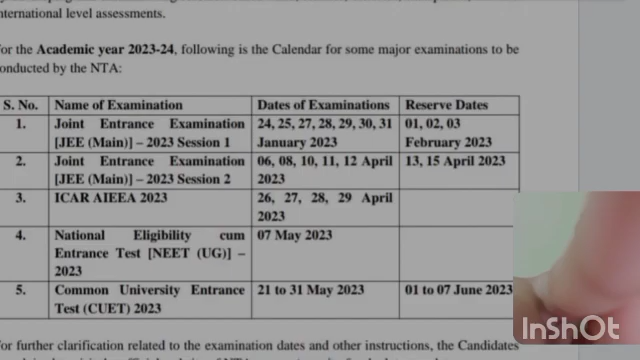 nternational level assessments.
or the Academic year 2023-24, following is the Calendar for some major examinations to be
onducted by the NTA:
S. No. Name of Examination Dates of Examinations Reserve Dates
1. Joint Entrance Examination 24, 25, 27, 28, 29, 30, 31 01, 02, 03
[JEE (Main)] – 2023 Session 1 January 2023 February 2023
2. Joint Entrance Examination 06, 08, 10, 11, 12 April 13, 15 April 2023
[JEE (Main)] – 2023 Session 2 2023
3. ICAR AIEEA 2023 26, 27, 28, 29 April
2023
4. National Eligibility cum 07 May 2023
Entrance Test [NEET (UG)] –
2023
5. Common University Entrance 21 to 31 May 2023 01 to 07 June 2023
Test (CUET) 2023
or further clarification related to the examination dates and other instructions, the Candidates
InShOt